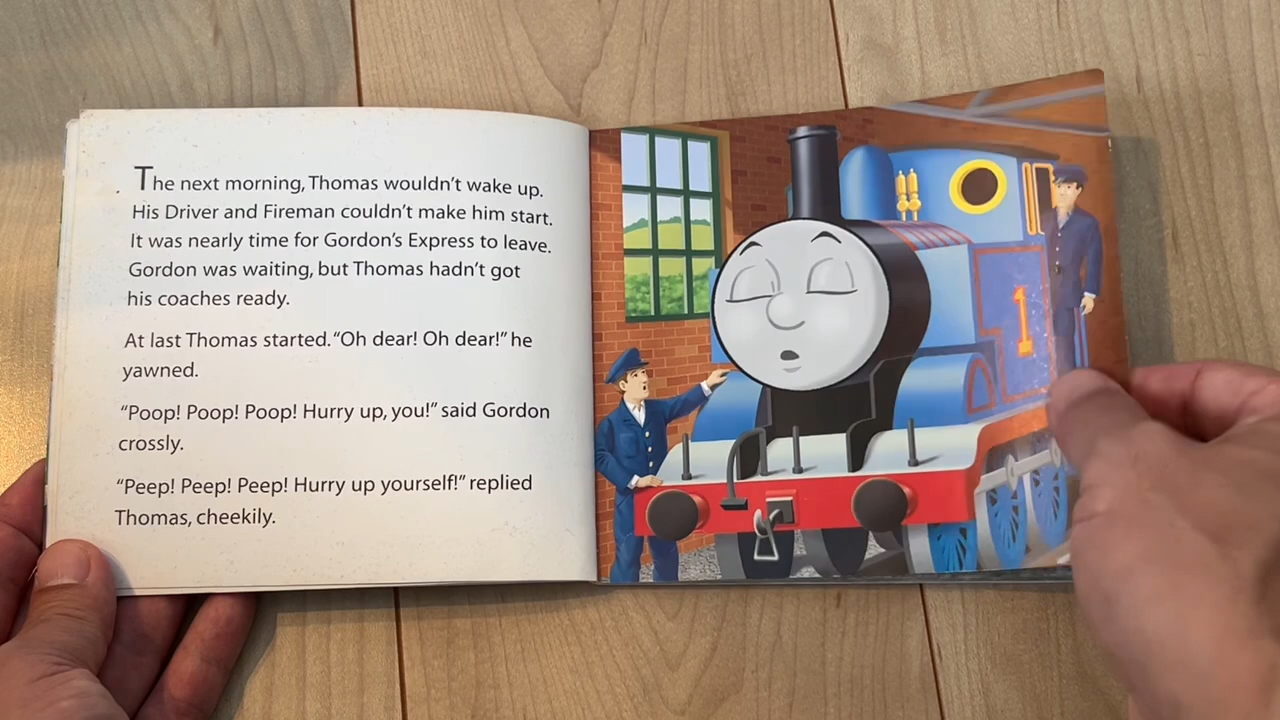 The next morning, Thomas wouldn't wake up.
His Driver and Fireman couldn't make him start.
It was nearly time for Gordon's Express to leave.
Gordon was waiting, but Thomas hadn't got
his coaches ready.
At last Thomas started. "Oh dear! Oh dear!" he
yawned.
"Poop! Poop! Poop! Hurry up, you!" said Gordon
crossly.
"Peep! Peep! Peep! Hurry up yourself!" replied
Thomas, cheekily.
1